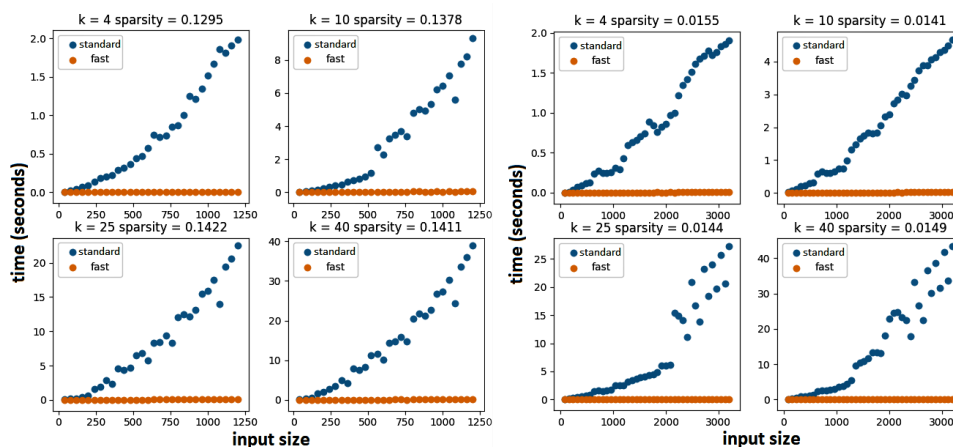 k = 4 sparsity = 0.1295
2.0
1.5
1.0
0.5
0.0
standard
fast
0 250 500 750 1000 1250
k = 10 sparsity = 0.1378
8
6
4
2
0
standard
fast
0 250 500 750 1000 1250
k = 25 sparsity = 0.1422
20
15
10
5
0
standard
fast
0 250 500 750 1000 1250
k = 40 sparsity = 0.1411
40
30
20
10
0
standard
fast
0 250 500 750 1000 1250
time (seconds)
input size
k = 4 sparsity = 0.0155
2.0
1.5
1.0
0.5
0.0
standard
fast
0 1000 2000 3000
k = 10 sparsity = 0.0141
4
3
2
1
0
standard
fast
0 1000 2000 3000
k = 25 sparsity = 0.0144
25
20
15
10
5
0
standard
fast
0 1000 2000 3000
k = 40 sparsity = 0.0149
40
30
20
10
0
standard
fast
0 1000 2000 3000
time (seconds)
input size